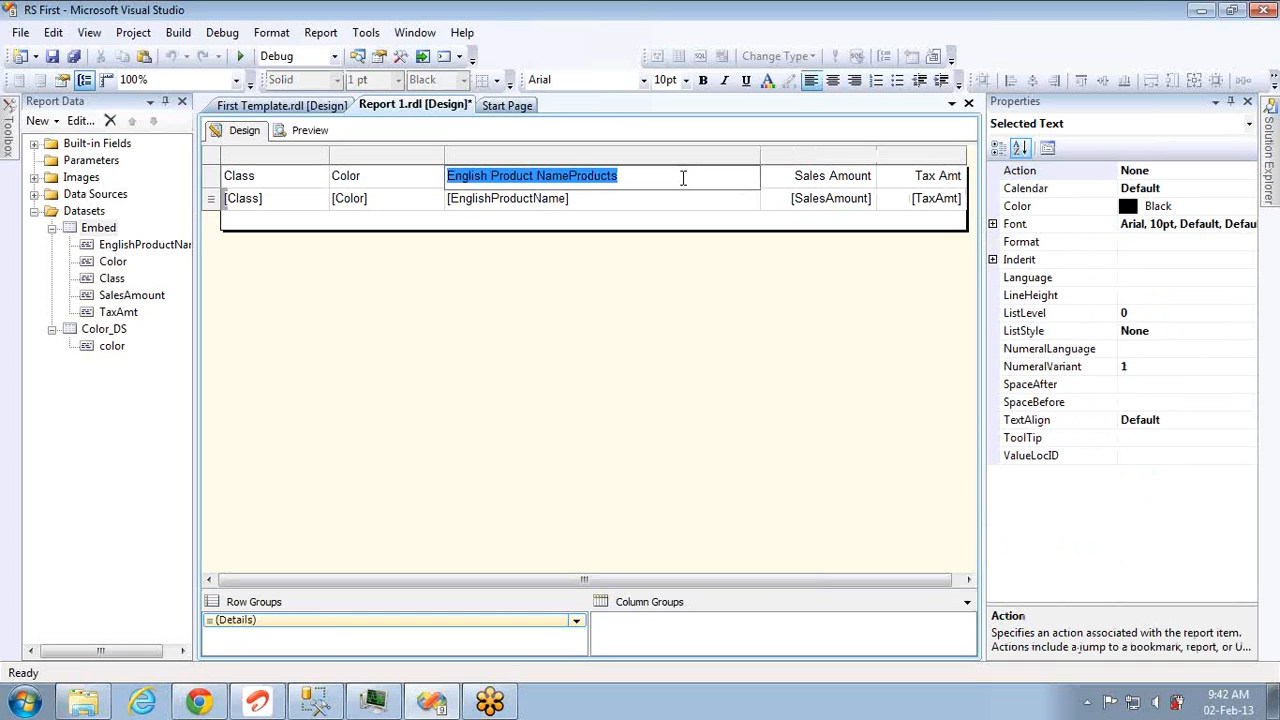 RS First - Microsoft Visual Studio
File Edit View Project Build Debug Format Report Tools Window Help
Debug Change Type
100% Solid 1 pt Black Arial 10pt B I U A
Toolbox
Report Data
New Edit...
Built-in Fields
Parameters
Images
Data Sources
Datasets
Embed
EnglishProductNar
Color
Class
SalesAmount
TaxAmt
Color_DS
color
First Template.rdl [Design] Report 1.rdl [Design]* Start Page
Design Preview
Class Color English Product NameProducts Sales Amount Tax Amt
[Class] [Color] [EnglishProductName] [SalesAmount] [TaxAmt]
Row Groups Column Groups
(Details)
Properties
Selected Text
Action None
Calendar Default
Color Black
Font Arial, 10pt, Default, Defau
Format
Indent
Language
LineHeight
ListLevel 0
ListStyle None
NumeralLanguage
NumeralVariant 1
SpaceAfter
SpaceBefore
TextAlign Default
ToolTip
ValueLocID
Action
Specifies an action associated with the report item.
Actions include a jump to a bookmark, report, or U...
Solution Explorer
Ready
9:42 AM
02-Feb-13